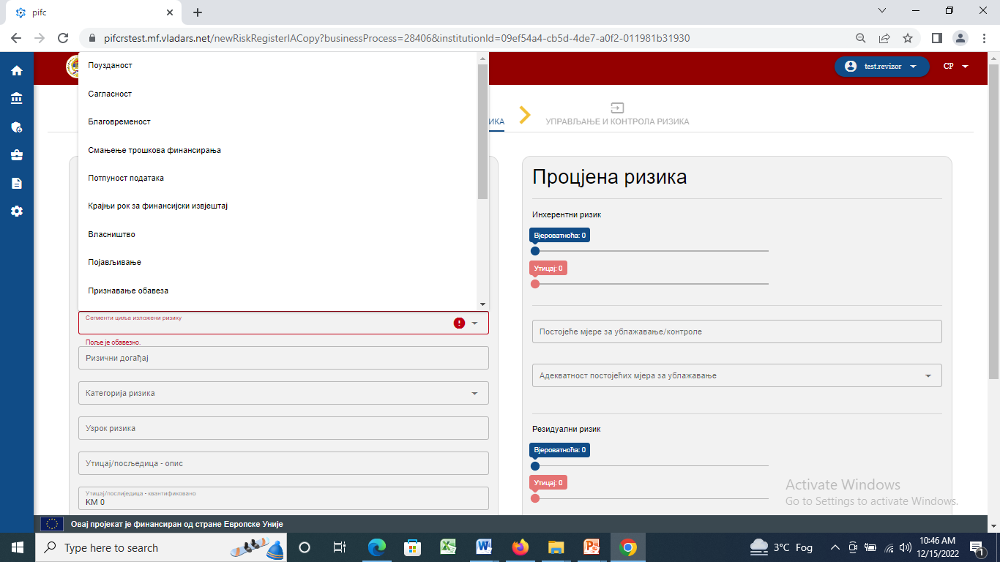 pifc
pifcrstest.mf.vladars.net/newRiskRegisterIACopy?businessProcess=28406&institutionId=09ef54a4-cb5d-4de7-a0f2-011981b31930
test.revizor
СР
ИКА
УПРАВЉАЊЕ И КОНТРОЛА РИЗИКА
Поузданост
Сагласност
Благовременост
Смањење трошкова финансирања
Потпуност података
Крајњи рок за финансијски извјештај
Власништво
Појављивање
Признавање обавеза
Сегменти циља изложени ризику
Поље је обавезно.
Ризични догађај
Категорија ризика
Узрок ризика
Утицај/посљедица - опис
Утицај/послиједица - квантификовано
КМ 0
Процјена ризика
Инхерентни ризик
Вјероватноћа: 0
Утицај: 0
Постојеће мјере за ублажавање/контроле
Адекватност постојећих мјера за ублажавање
Резидуални ризик
Вјероватноћа: 0
Утицај: 0
Activate Windows
Go to Settings to activate Windows.
Овај пројекат је финансиран од стране Европске Уније
Type here to search
3°C Fog
10:46 AM
12/15/2022
1